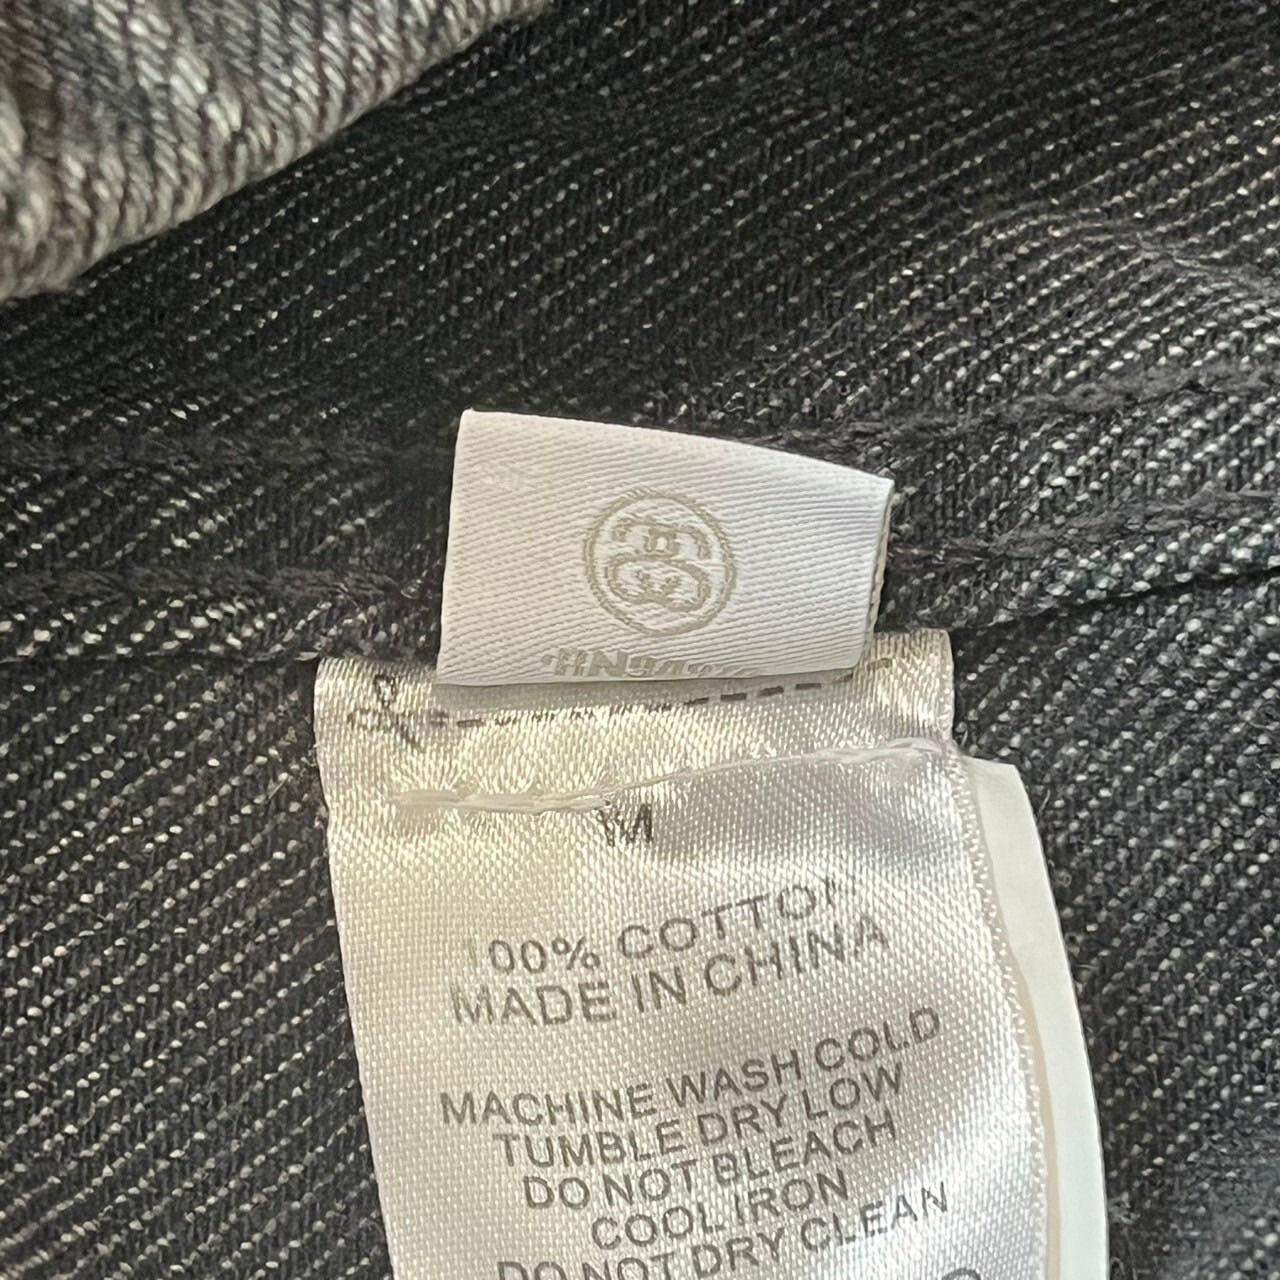 M
100% COTTON
MADE IN CHINA
MACHINE WASH COLD
TUMBLE DRY LOW
DO NOT BLEACH
COOL IRON
DO NOT DRY CLEAN